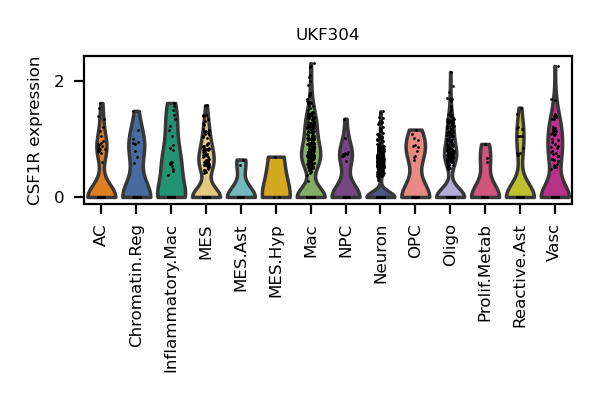 UKF304
CSF1R expression
2
0
AC
Chromatin.Reg
Inflammatory.Mac
MES
MES.Ast
MES.Hyp
Mac
NPC
Neuron
OPC
Oligo
Prolif.Metab
Reactive.Ast
Vasc